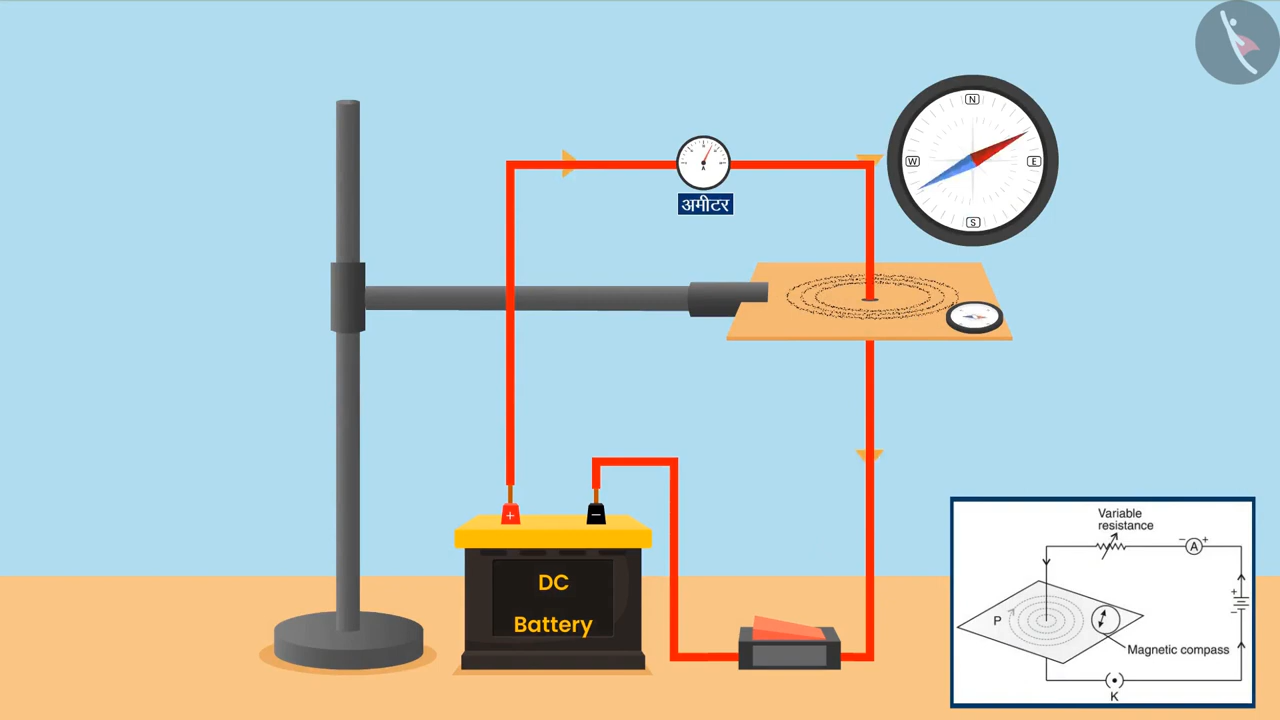 N
W
E
S
A
अमीटर
+
−
DC
Battery
Variable
resistance
− A +
P
+
−
Magnetic compass
K